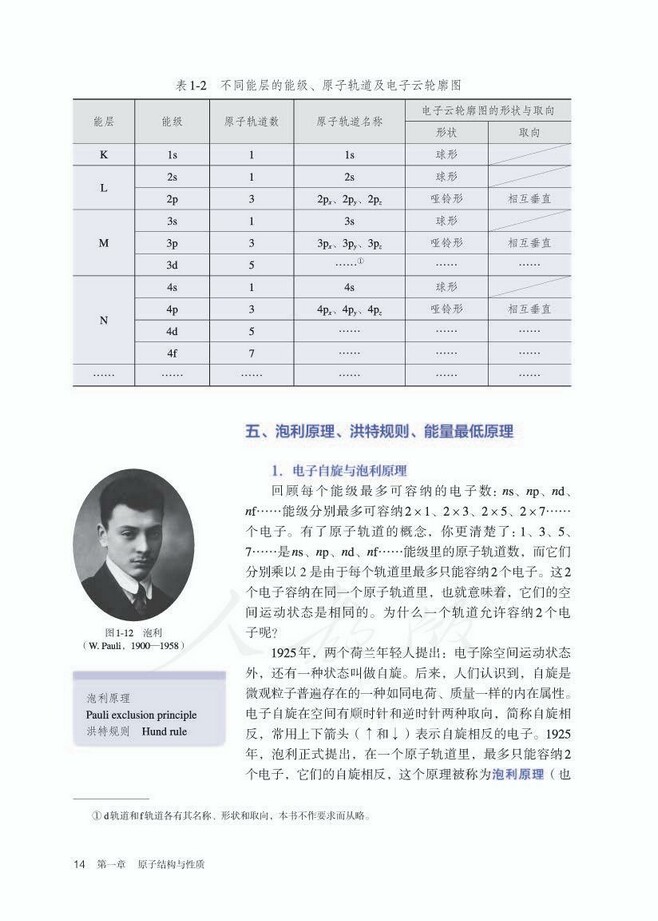 表1-2 不同能层的能级、原子轨道及电子云轮廓图
能层 能级 原子轨道数 原子轨道名称 电子云轮廓图的形状与取向
形状 取向
K 1s 1 1s 球形
L 2s 1 2s 球形
2p 3 2pₓ、2pᵧ、2p_z 哑铃形 相互垂直
M 3s 1 3s 球形
3p 3 3pₓ、3pᵧ、3p_z 哑铃形 相互垂直
3d 5 ……① …… ……
N 4s 1 4s 球形
4p 3 4pₓ、4pᵧ、4p_z 哑铃形 相互垂直
4d 5 …… …… ……
4f 7 …… …… ……
…… …… …… …… …… ……
五、泡利原理、洪特规则、能量最低原理
1. 电子自旋与泡利原理
回顾每个能级最多可容纳的电子数：ns、np、nd、
nf……能级分别最多可容纳2×1、2×3、2×5、2×7……
个电子。有了原子轨道的概念，你更清楚了：1、3、5、
7……是ns、np、nd、nf……能级里的原子轨道数，而它们
分别乘以2是由于每个轨道里最多只能容纳2个电子。这2
个电子容纳在同一个原子轨道里，也就意味着，它们的空
间运动状态是相同的。为什么一个轨道允许容纳2个电
子呢？
1925年，两个荷兰年轻人提出：电子除空间运动状态
外，还有一种状态叫做自旋。后来，人们认识到，自旋是
微观粒子普遍存在的一种如同电荷、质量一样的内在属性。
电子自旋在空间有顺时针和逆时针两种取向，简称自旋相
反，常用上下箭头（↑和↓）表示自旋相反的电子。1925
年，泡利正式提出，在一个原子轨道里，最多只能容纳2
个电子，它们的自旋相反，这个原理被称为泡利原理（也
图1-12 泡利
（W. Pauli，1900—1958）
泡利原理
Pauli exclusion principle
洪特规则 Hund rule
① d轨道和f轨道各有其名称、形状和取向，本书不作要求而从略。
14 第一章 原子结构与性质